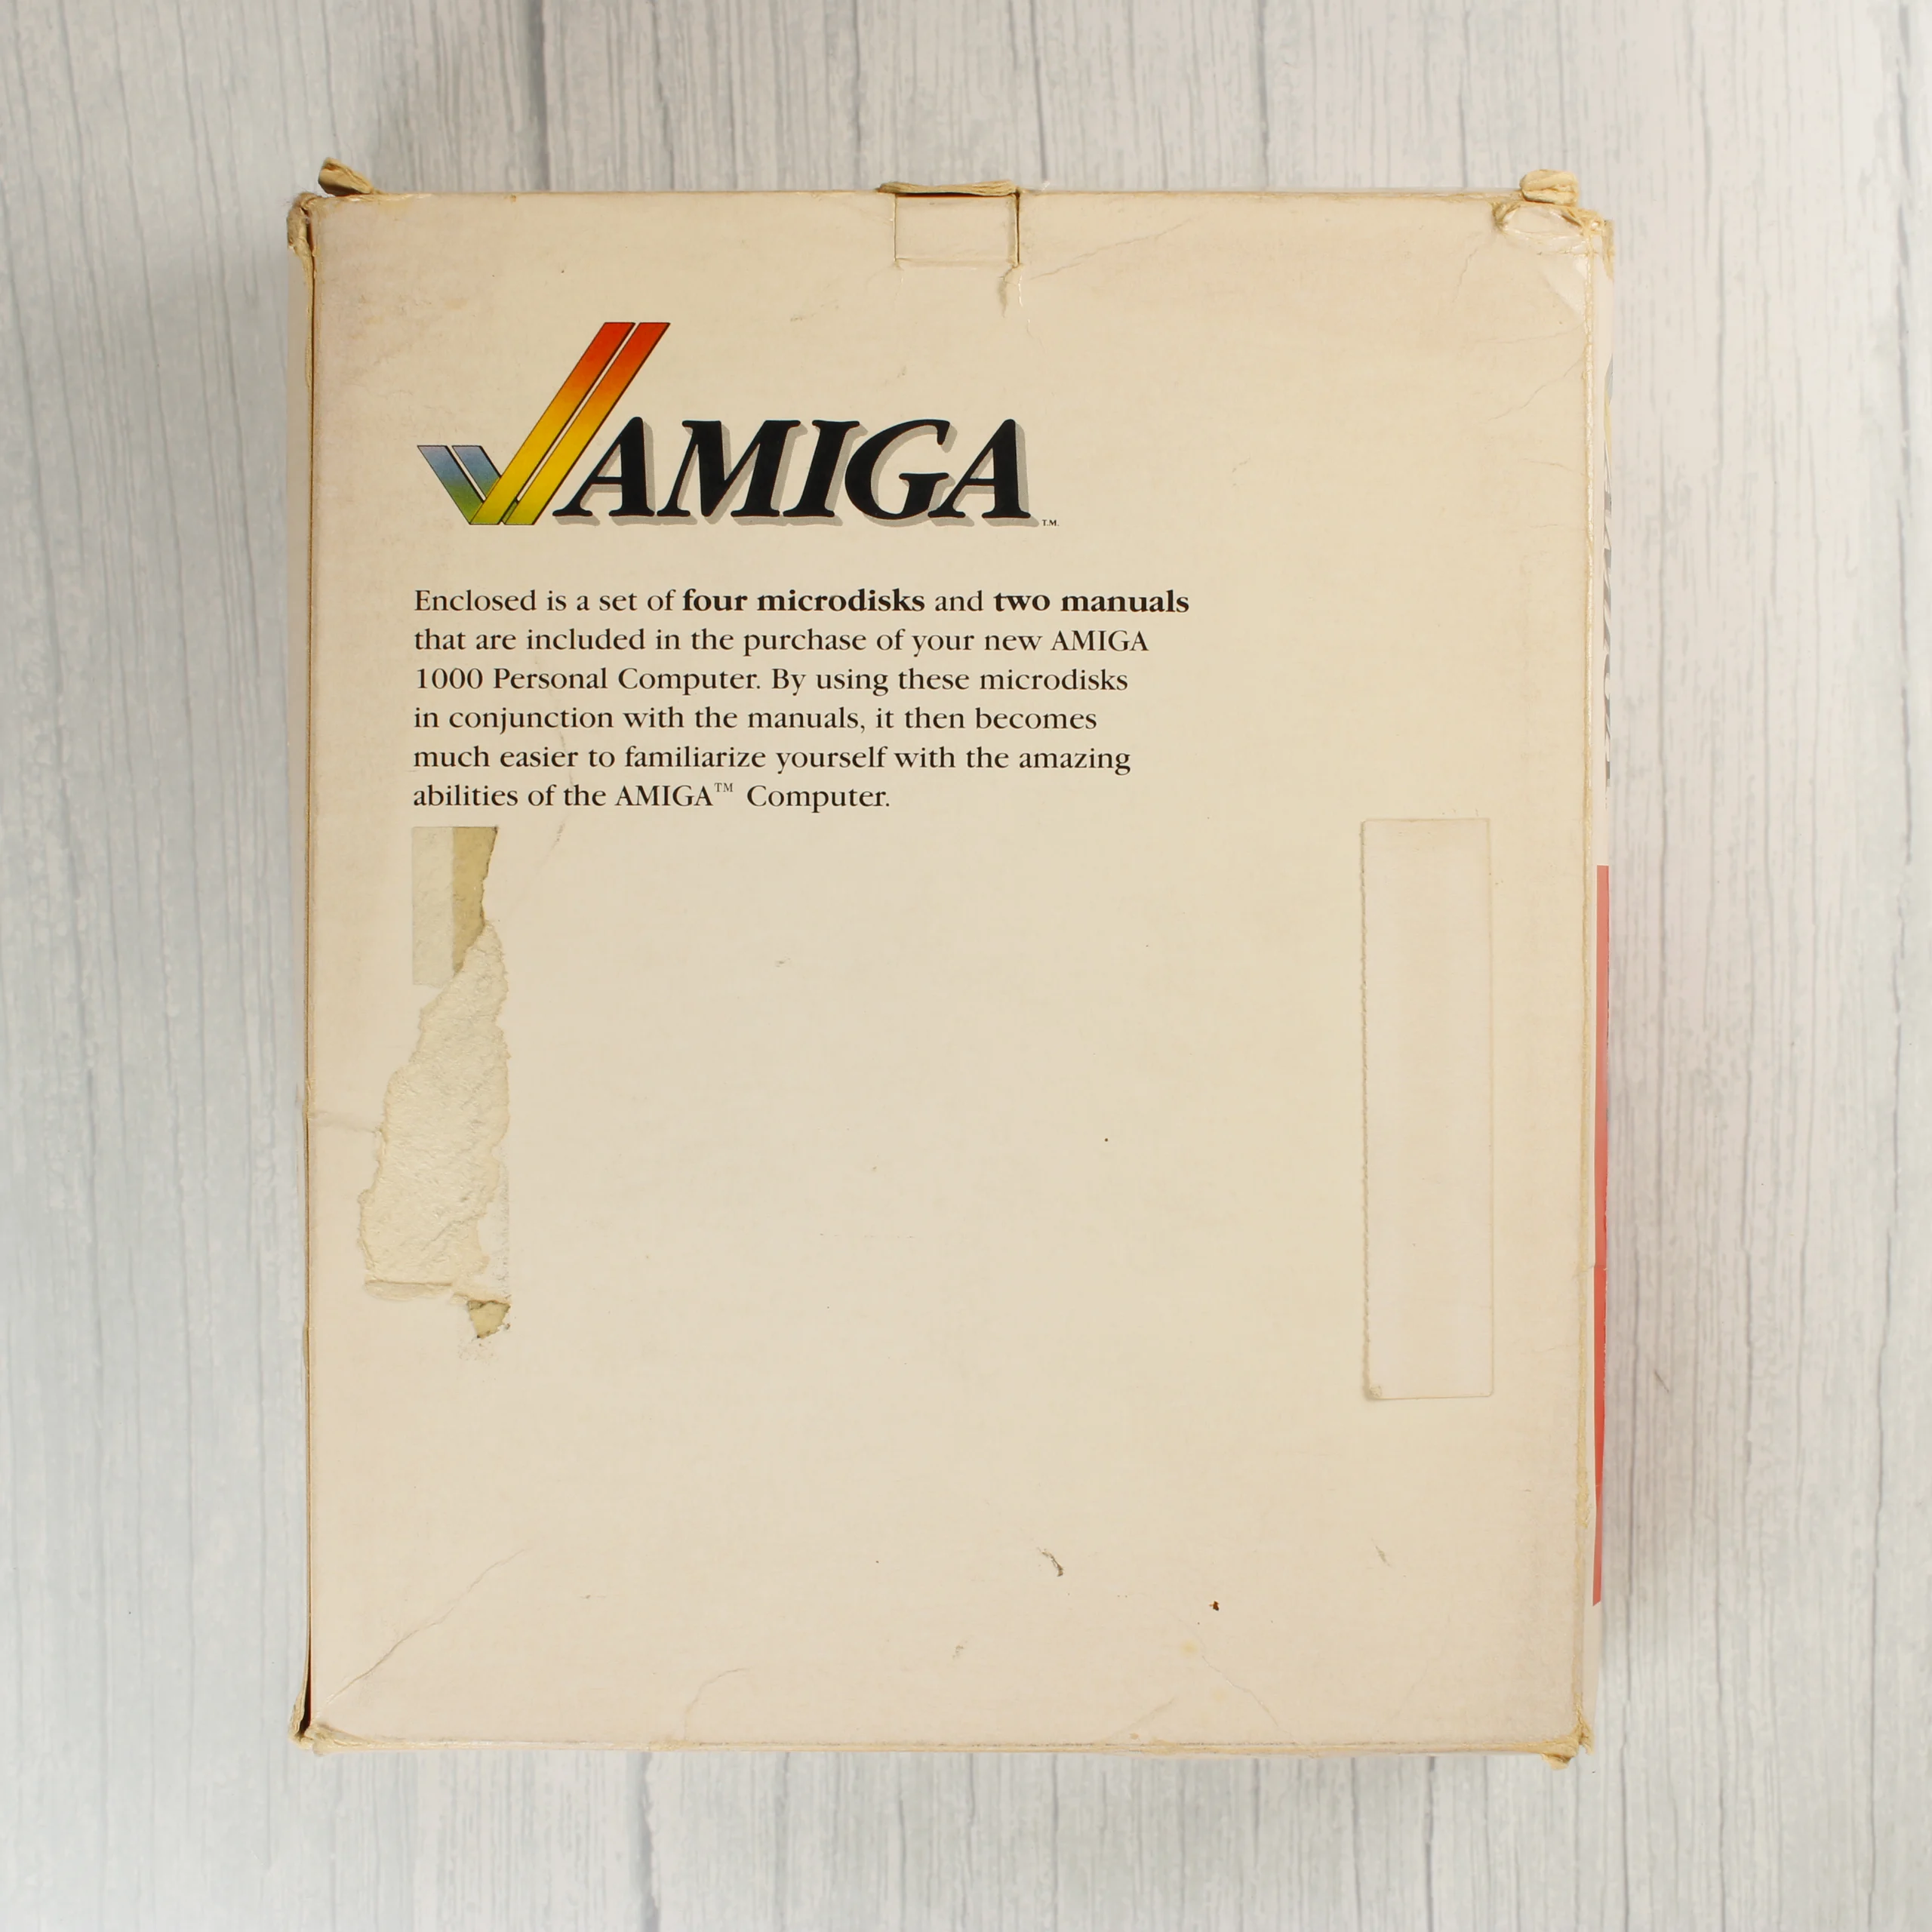 AMIGA T.M.
Enclosed is a set of four microdisks and two manuals
that are included in the purchase of your new AMIGA
1000 Personal Computer. By using these microdisks
in conjunction with the manuals, it then becomes
much easier to familiarize yourself with the amazing
abilities of the AMIGA™ Computer.